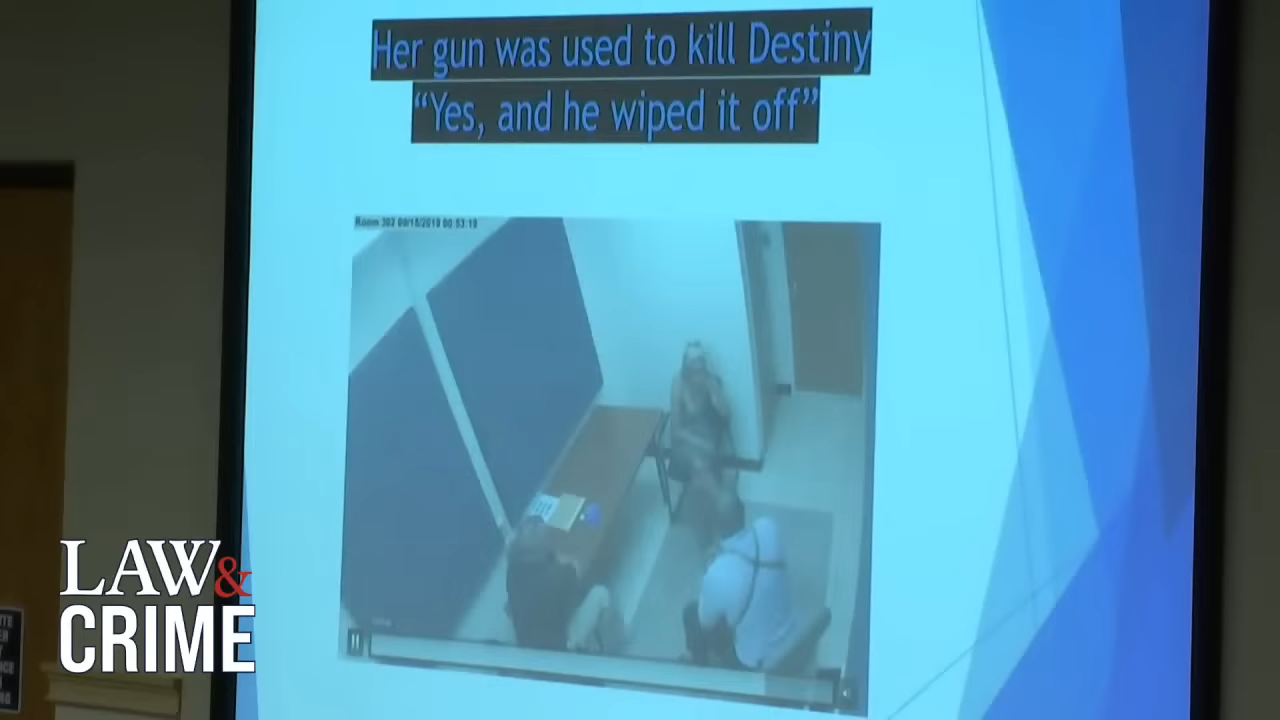 Her gun was used to kill Destiny
“Yes, and he wiped it off”
Room 302 09/15/2019 00:53:19
LAW&
CRIME